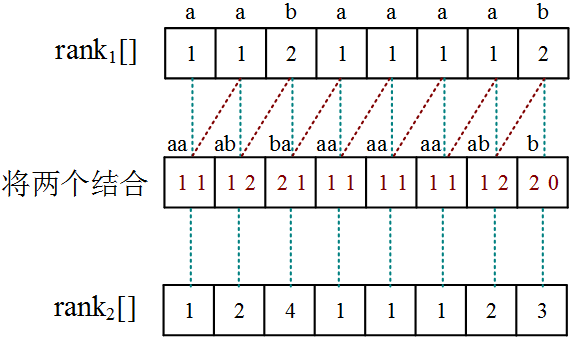 a a b a a a a b
rank₁[] 1 1 2 1 1 1 1 2
aa ab ba aa aa aa ab b
将两个结合 1 1 1 2 2 1 1 1 1 1 1 1 1 2 2 0
rank₂[] 1 2 4 1 1 1 2 3